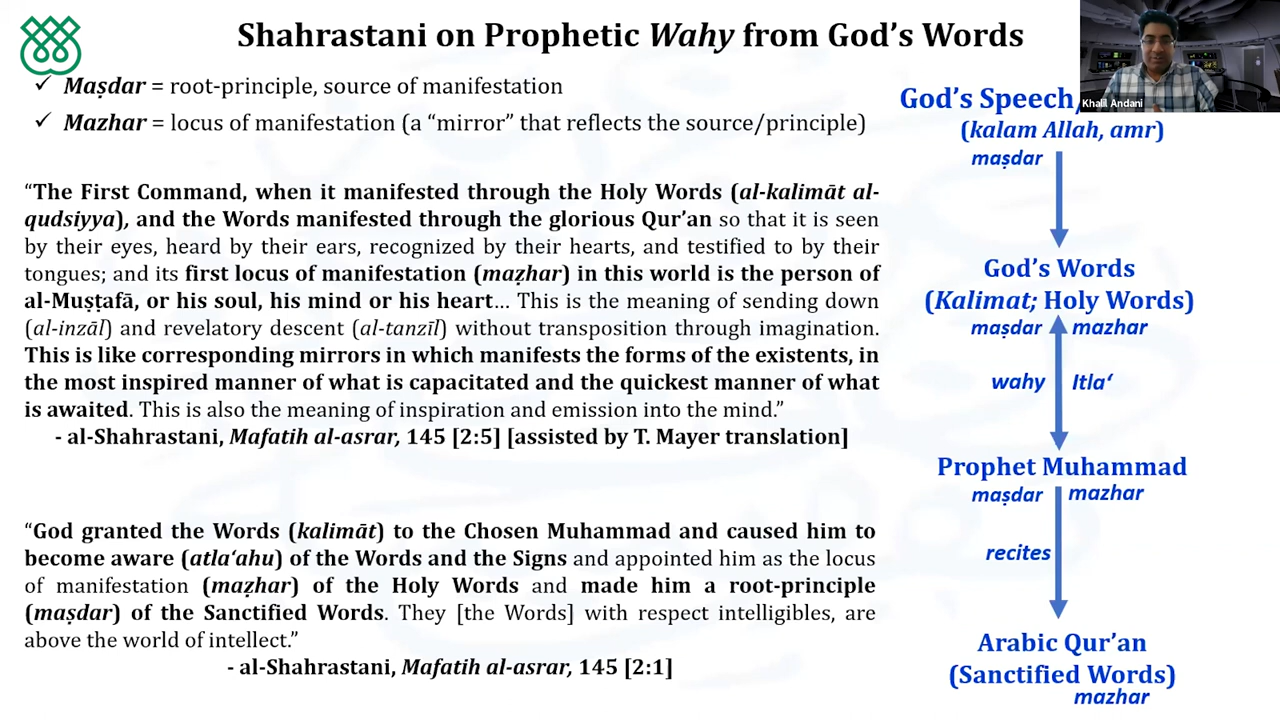 Shahrastani on Prophetic Wahy from God’s Words
✓ Maṣdar = root-principle, source of manifestation
✓ Mazhar = locus of manifestation (a “mirror” that reflects the source/principle)
“The First Command, when it manifested through the Holy Words (al-kalimāt al-
qudsiyya), and the Words manifested through the glorious Qur’an so that it is seen
by their eyes, heard by their ears, recognized by their hearts, and testified to by their
tongues; and its first locus of manifestation (maẓhar) in this world is the person of
al-Muṣṭafā, or his soul, his mind or his heart… This is the meaning of sending down
(al-inzāl) and revelatory descent (al-tanzīl) without transposition through imagination.
This is like corresponding mirrors in which manifests the forms of the existents, in
the most inspired manner of what is capacitated and the quickest manner of what
is awaited. This is also the meaning of inspiration and emission into the mind.”
- al-Shahrastani, Mafatih al-asrar, 145 [2:5] [assisted by T. Mayer translation]
“God granted the Words (kalimāt) to the Chosen Muhammad and caused him to
become aware (atla‘ahu) of the Words and the Signs and appointed him as the locus
of manifestation (maẓhar) of the Holy Words and made him a root-principle
(maṣdar) of the Sanctified Words. They [the Words] with respect intelligibles, are
above the world of intellect.”
- al-Shahrastani, Mafatih al-asrar, 145 [2:1]
Khalil Andani
God’s Speech
(kalam Allah, amr)
maṣdar
God’s Words
(Kalimat; Holy Words)
maṣdar mazhar
wahy Itla‘
Prophet Muhammad
maṣdar mazhar
recites
Arabic Qur’an
(Sanctified Words)
mazhar